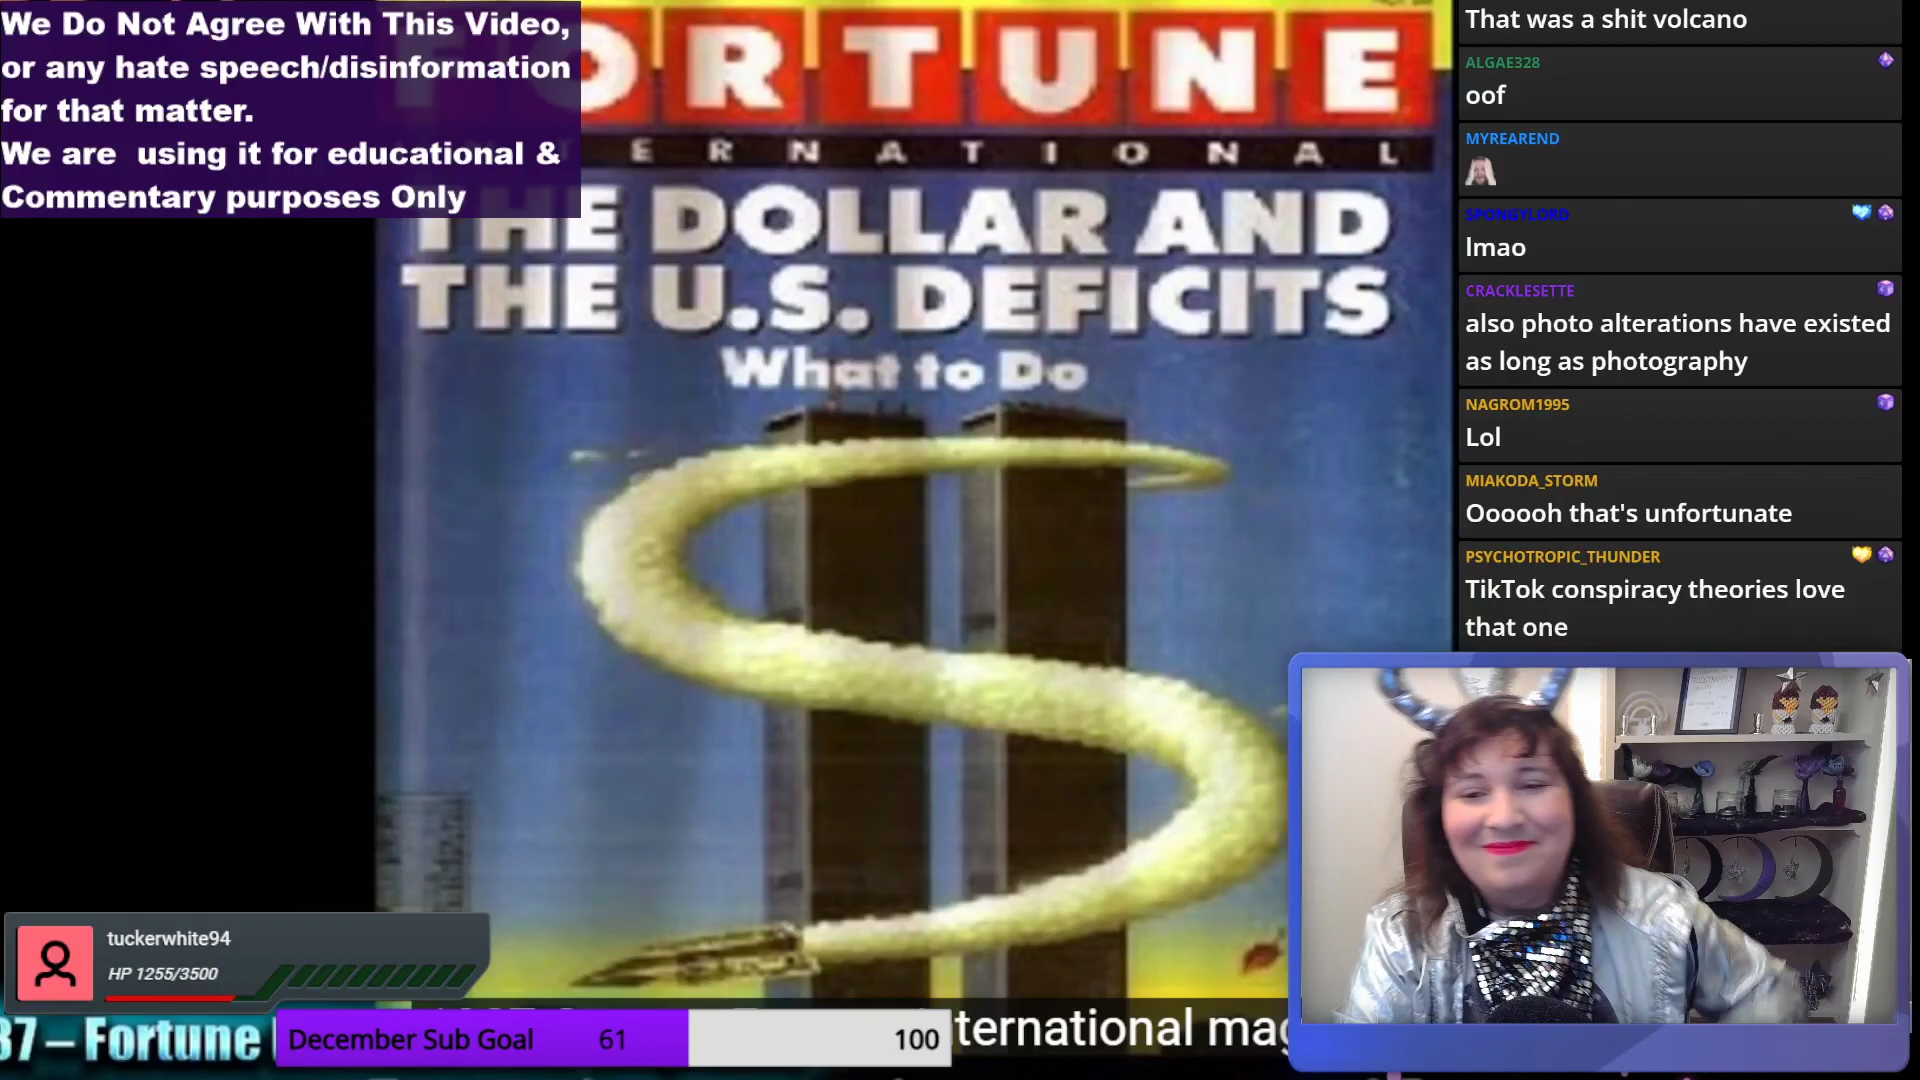 We Do Not Agree With This Video,
or any hate speech/disinformation
for that matter.
We are using it for educational &
Commentary purposes Only
FORTUNE
ERNATIONAL
THE DOLLAR AND
THE U.S. DEFICITS
What to Do
That was a shit volcano
ALGAE328
oof
MYREAREND
SPONGYLORD
lmao
CRACKLESETTE
also photo alterations have existed
as long as photography
NAGROM1995
Lol
MIAKODA_STORM
Oooooh that's unfortunate
PSYCHOTROPIC_THUNDER
TikTok conspiracy theories love
that one
tuckerwhite94
HP 1255/3500
37 – Fortune
December Sub Goal 61 100
ternational mag